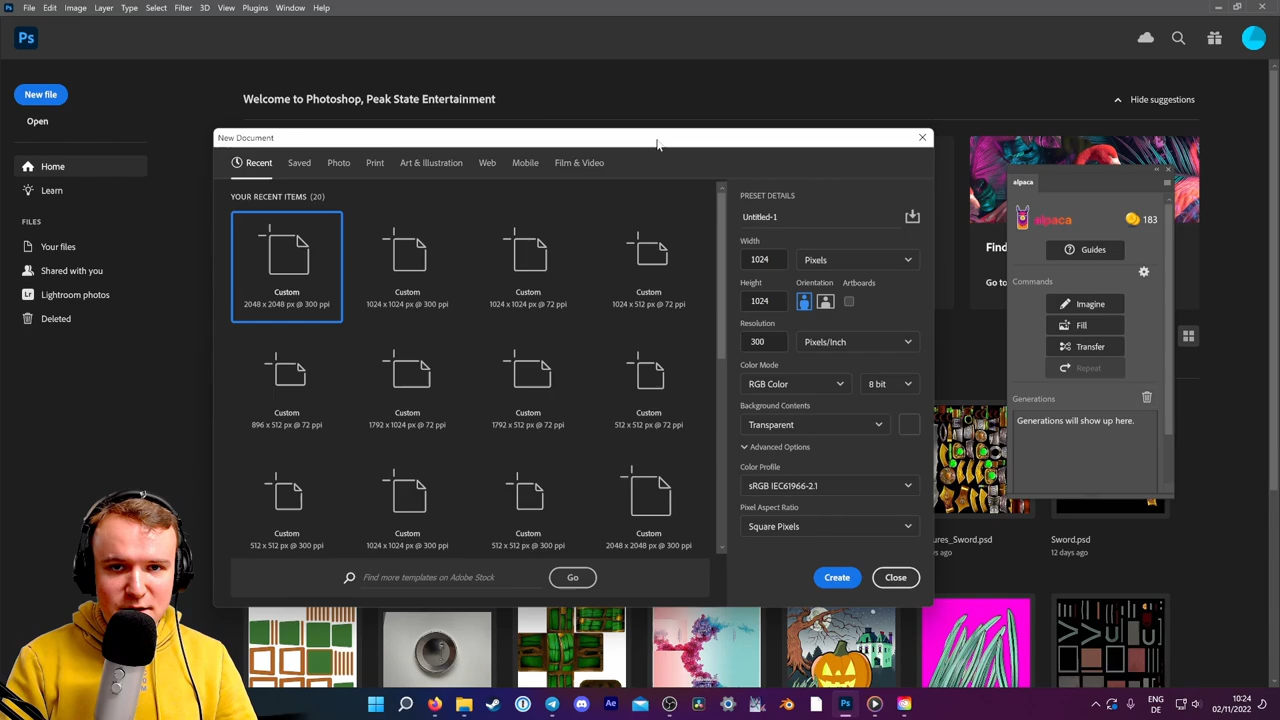 Ps File Edit Image Layer Type Select Filter 3D View Plugins Window Help
Ps
New file
Open
Home
Learn
FILES
Your files
Shared with you
Lr Lightroom photos
Deleted
Welcome to Photoshop, Peak State Entertainment
Hide suggestions
New Document
Recent Saved Photo Print Art & Illustration Web Mobile Film & Video
YOUR RECENT ITEMS (20)
Custom
2048 x 2048 px @ 300 ppi
Custom
1024 x 1024 px @ 300 ppi
Custom
1024 x 1024 px @ 72 ppi
Custom
1024 x 512 px @ 72 ppi
Custom
896 x 512 px @ 72 ppi
Custom
1792 x 1024 px @ 72 ppi
Custom
1792 x 512 px @ 72 ppi
Custom
512 x 512 px @ 72 ppi
Custom
512 x 512 px @ 300 ppi
Custom
1024 x 1024 px @ 300 ppi
Custom
512 x 512 px @ 300 ppi
Custom
2048 x 2048 px @ 300 ppi
Find more templates on Adobe Stock
Go
PRESET DETAILS
Untitled-1
Width
1024 Pixels
Height Orientation Artboards
1024
Resolution
300 Pixels/Inch
Color Mode
RGB Color 8 bit
Background Contents
Transparent
Advanced Options
Color Profile
sRGB IEC61966-2.1
Pixel Aspect Ratio
Square Pixels
Create Close
Find
Go to
alpaca
alpaca 183
Guides
Commands
Imagine
Fill
Transfer
Repeat
Generations
Generations will show up here.
ures_Sword.psd
ys ago
Sword.psd
12 days ago
Ae
Ps
ENG
DE
10:24
02/11/2022